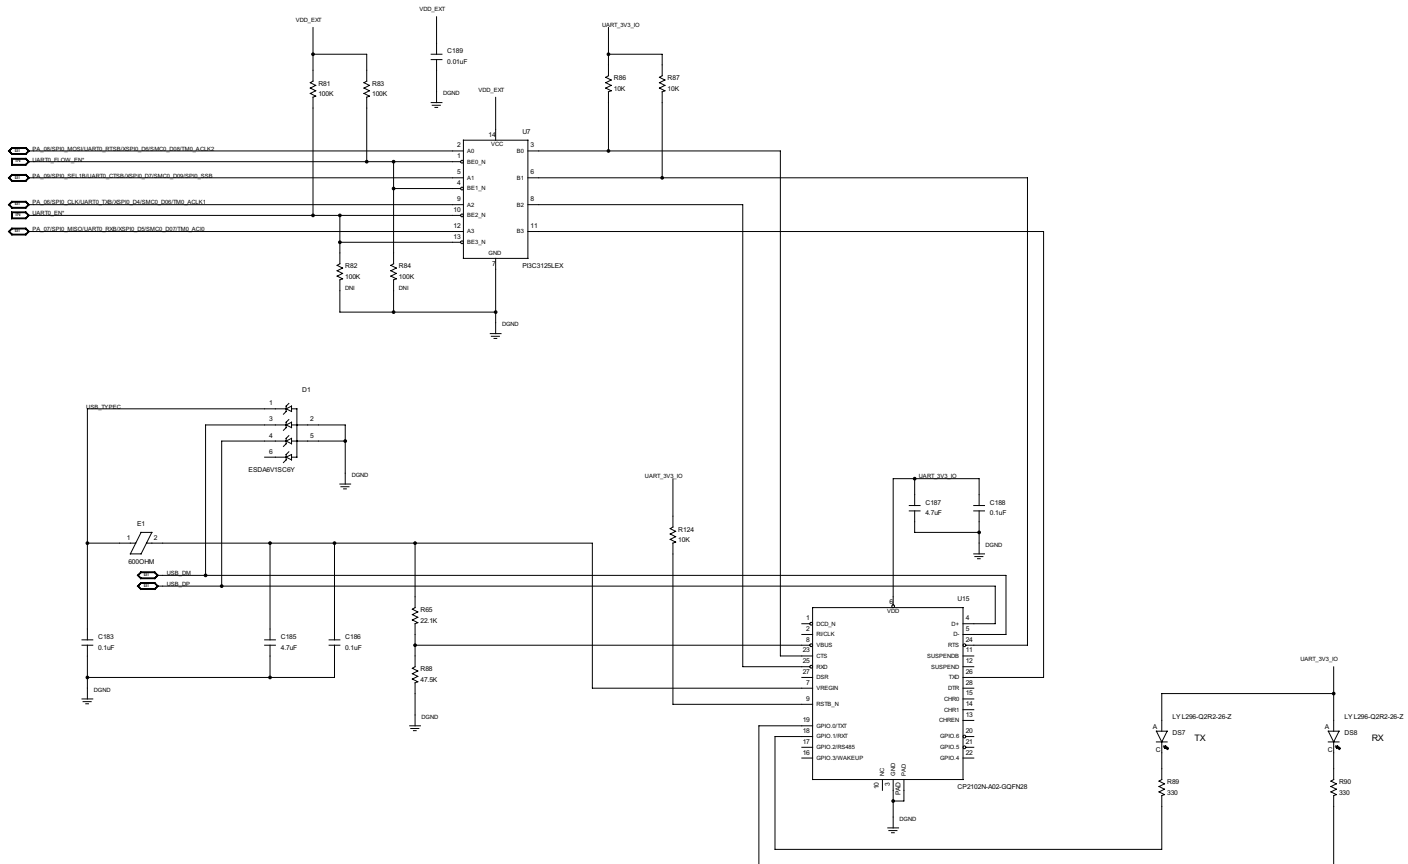 VDD_EXT
VDD_EXT
UART_3V3_IO
C189
0.01uF
DGND
R81
100K
R83
100K
R86
10K
R87
10K
VDD_EXT
U7
14
VCC
PA_08/SPI0_MOSI/UART0_RTSB/XSPI0_D6/SMC0_D08/TM0_ACLK2
2 A0 B0 3
UART0_FLOW_EN*
1 BE0_N
PA_09/SPI0_SEL1B/UART0_CTSB/XSPI0_D7/SMC0_D09/SPI0_SSB
5 A1 B1 6
4 BE1_N
PA_06/SPI0_CLK/UART0_TXB/XSPI0_D4/SMC0_D06/TM0_ACLK1
9 A2 B2 8
UART0_EN*
10 BE2_N
PA_07/SPI0_MISO/UART0_RXB/XSPI0_D5/SMC0_D07/TM0_ACI0
12 A3 B3 11
13 BE3_N
GND
7
PI3C3125LEX
R82
100K
DNI
R84
100K
DNI
DGND
D1
USB_TYPEC
1
3 2
4 5
6
ESDA6V1SC6Y
DGND
UART_3V3_IO
R124
10K
UART_3V3_IO
C187
4.7uF
C188
0.1uF
DGND
E1
1 2
600OHM
USB_DM
USB_DP
R65
22.1K
C183
0.1uF
C185
4.7uF
C186
0.1uF
R88
47.5K
DGND
DGND
U15
6
VDD
1 DCD_N D+ 4
2 RI/CLK D- 5
8 VBUS RTS 24
23 CTS SUSPENDB 11
25 RXD SUSPEND 12
27 DSR TXD 26
7 VREGIN DTR 28
CHR0 15
9 RSTB_N CHR1 14
CHREN 13
19 GPIO.0/TXT
18 GPIO.1/RXT GPIO.6 20
17 GPIO.2/RS485 GPIO.5 21
16 GPIO.3/WAKEUP GPIO.4 22
NC GND PAD
10 3 PAD
CP2102N-A02-GQFN28
DGND
UART_3V3_IO
LY L296-Q2R2-26-Z
A
DS7
TX
C
R89
330
LY L296-Q2R2-26-Z
A
DS8
RX
C
R90
330